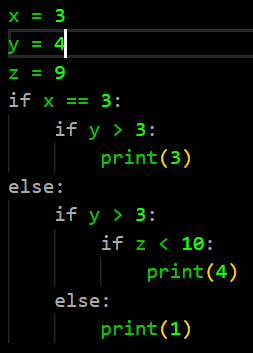 x = 3
y = 4
z = 9
if x == 3:
    if y > 3:
        print(3)
else:
    if y > 3:
        if z < 10:
            print(4)
    else:
        print(1)